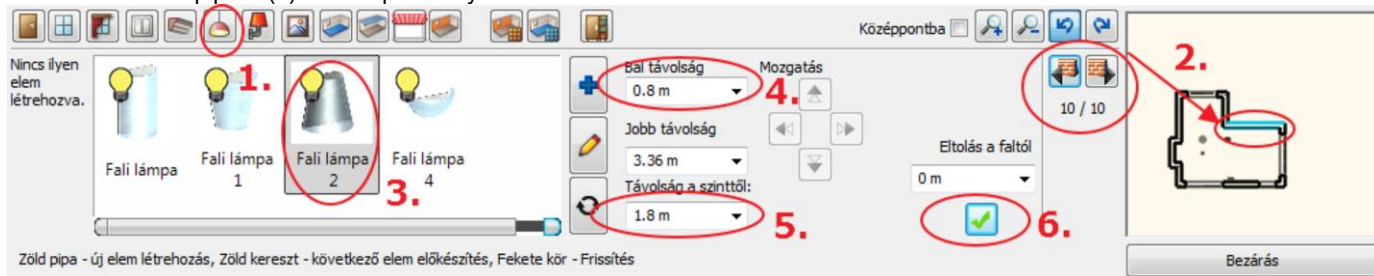 Középpontba
1.
Nincs ilyen
elem
létrehozva.
Fali lámpa
Fali lámpa
1
Fali lámpa
2
Fali lámpa
4
3.
Bal távolság
0.8 m
4.
Mozgatás
Jobb távolság
3.36 m
Távolság a szinttől:
1.8 m
5.
Eltolás a faltól
0 m
6.
10 / 10
2.
Zöld pipa - új elem létrehozás, Zöld kereszt - következő elem előkészítés, Fekete kör - Frissítés
Bezárás